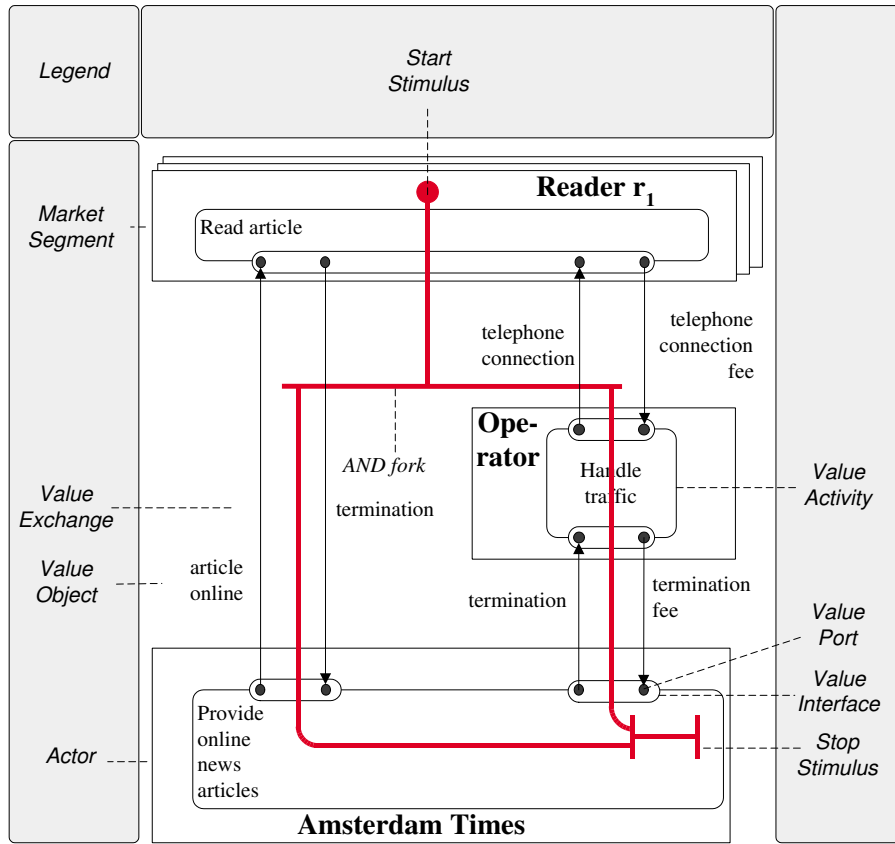 Legend
Start
Stimulus
Reader r1
Market
Segment
Read article
telephone
connection
telephone
connection
fee
Ope-
rator
AND fork
termination
Handle
traffic
Value
Activity
Value
Exchange
Value
Object
article
online
termination
termination
fee
Value
Port
Value
Interface
Provide
online
news
articles
Actor
Stop
Stimulus
Amsterdam Times